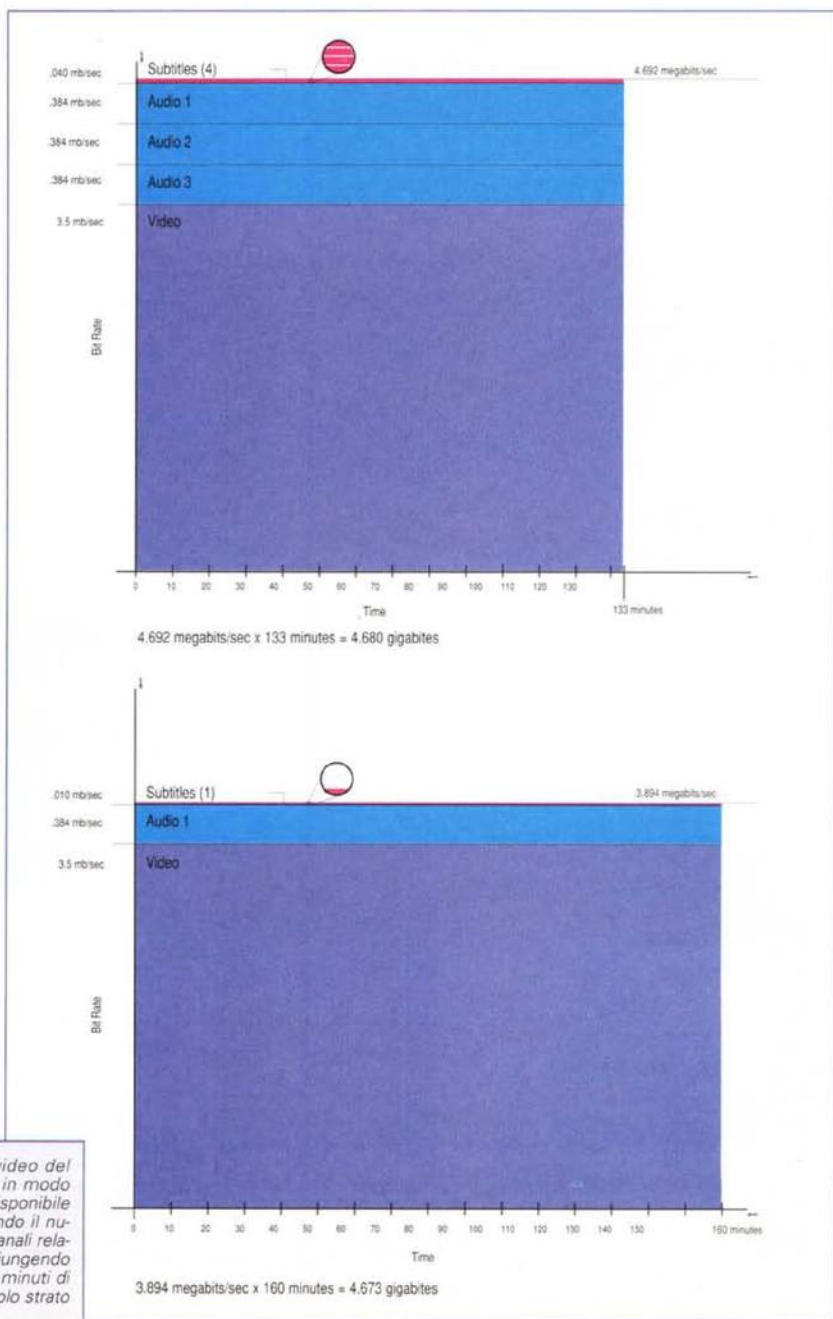 .040 mb/sec
Subtitles (4)
4.692 megabits/sec
.384 mb/sec
Audio 1
.384 mb/sec
Audio 2
.384 mb/sec
Audio 3
3.5 mb/sec
Video
Bit Rate
0 10 20 30 40 50 60 70 80 90 100 110 120 130
Time
133 minutes
4.692 megabits/sec x 133 minutes = 4.680 gigabites
.010 mb/sec
Subtitles (1)
3.894 megabits/sec
.384 mb/sec
Audio 1
3.5 mb/sec
Video
Bit Rate
0 10 20 30 40 50 60 70 80 90 100 110 120 130 140 150 160 minutes
Time
3.894 megabits/sec x 160 minutes = 4.673 gigabites
video del
in modo
sponibile
ndo il nu-
anali rela-
iungendo
minuti di
olo strato